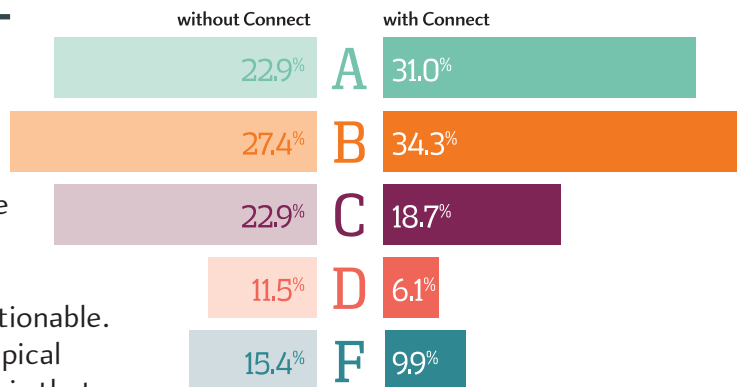 without Connect with Connect
22.9% A 31.0%
27.4% B 34.3%
22.9% C 18.7%
11.5% D 6.1%
tionable.
pical
15.4% F 9.9%